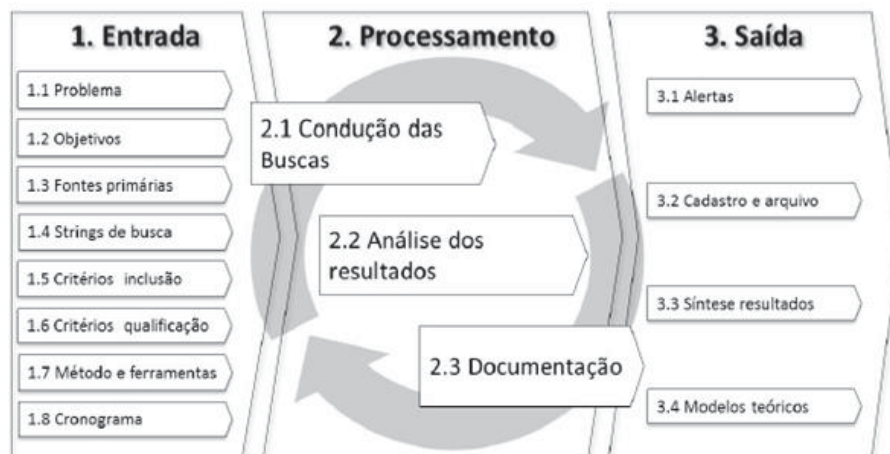 1. Entrada
1.1 Problema
1.2 Objetivos
1.3 Fontes primárias
1.4 Strings de busca
1.5 Critérios inclusão
1.6 Critérios qualificação
1.7 Método e ferramentas
1.8 Cronograma
2. Processamento
2.1 Condução das
Buscas
2.2 Análise dos
resultados
2.3 Documentação
3. Saída
3.1 Alertas
3.2 Cadastro e arquivo
3.3 Síntese resultados
3.4 Modelos teóricos